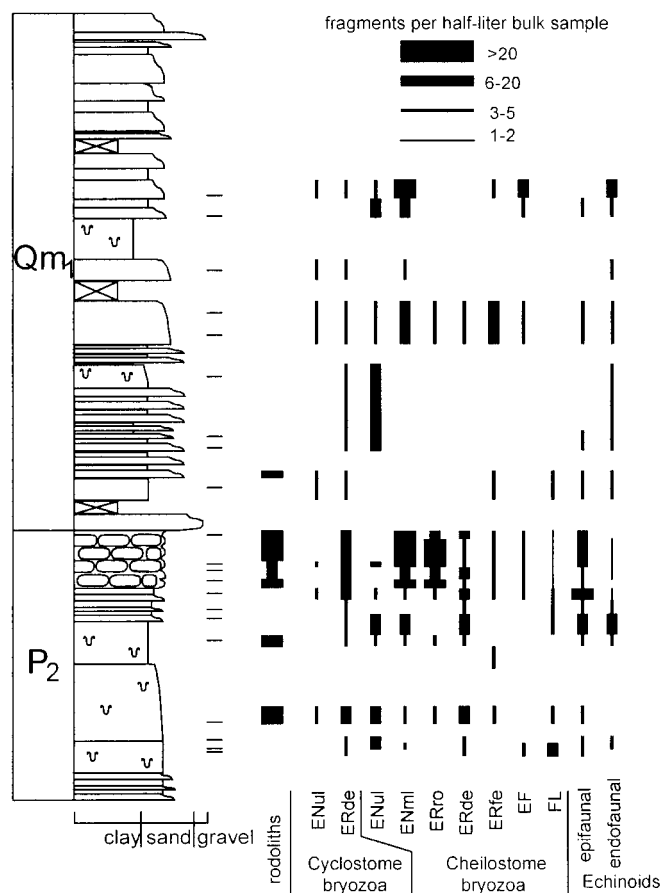 fragments per half-liter bulk sample
>20
6-20
3-5
1-2
Qm1
P2
clay sand gravel
rodoliths
ENul
ERde
ENul
ENml
ERro
ERde
ERfe
EF
FL
epifaunal
endofaunal
Cyclostome
bryozoa
Cheilostome
bryozoa
Echinoids